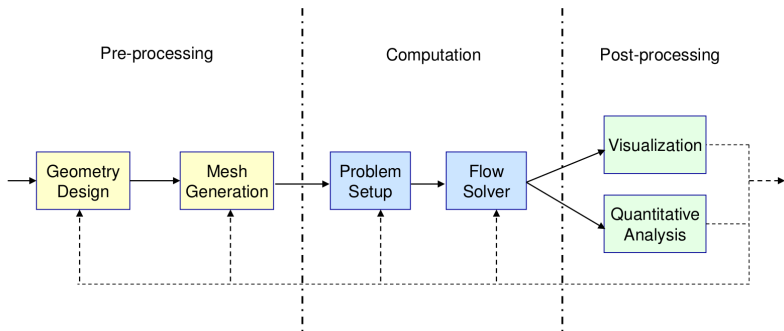 Pre-processing
Computation
Post-processing
Geometry
Design
Mesh
Generation
Problem
Setup
Flow
Solver
Visualization
Quantitative
Analysis